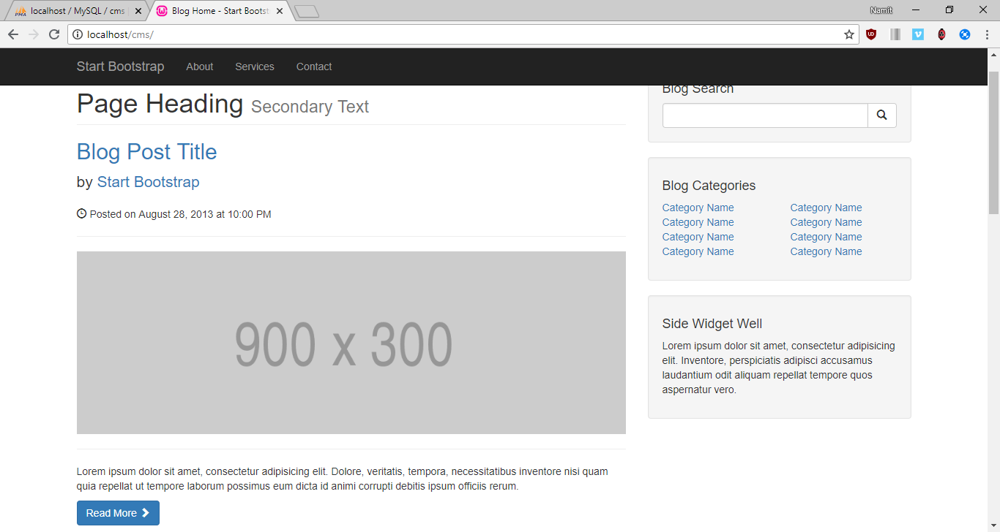 localhost / MySQL / cms
Blog Home - Start Bootst
Namit
localhost/cms/
Start Bootstrap
About
Services
Contact
Page Heading Secondary Text
Blog Post Title
by Start Bootstrap
Posted on August 28, 2013 at 10:00 PM
900 x 300
Lorem ipsum dolor sit amet, consectetur adipisicing elit. Dolore, veritatis, tempora, necessitatibus inventore nisi quam
quia repellat ut tempore laborum possimus eum dicta id animi corrupti debitis ipsum officiis rerum.
Read More
Blog Search
Blog Categories
Category Name
Category Name
Category Name
Category Name
Category Name
Category Name
Category Name
Category Name
Side Widget Well
Lorem ipsum dolor sit amet, consectetur adipisicing
elit. Inventore, perspiciatis adipisci accusamus
laudantium odit aliquam repellat tempore quos
aspernatur vero.